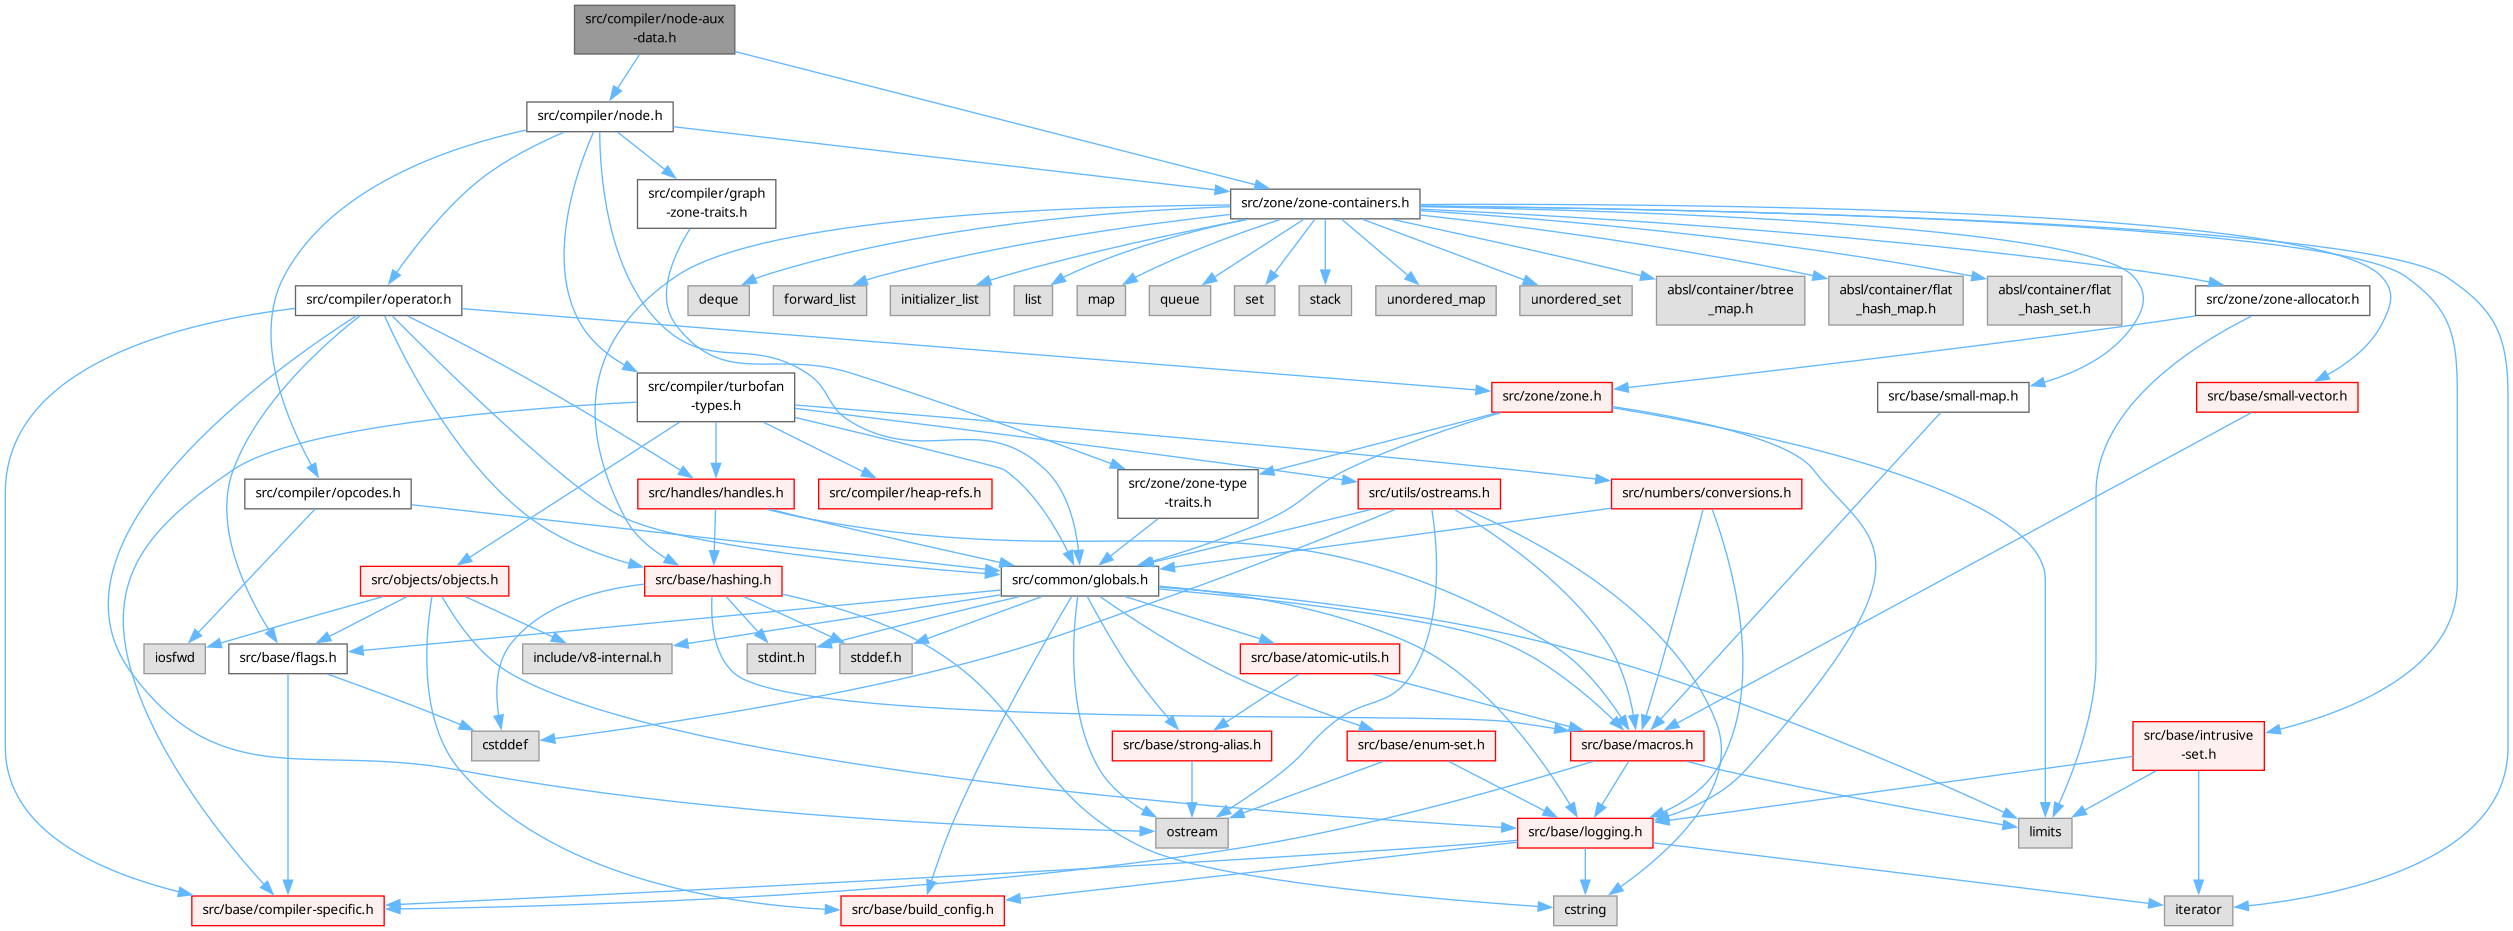 src/compiler/node-aux
-data.h
src/compiler/node.h
src/compiler/graph
-zone-traits.h
src/zone/zone-containers.h
src/compiler/operator.h
deque
forward_list
initializer_list
list
map
queue
set
stack
unordered_map
unordered_set
absl/container/btree
_map.h
absl/container/flat
_hash_map.h
absl/container/flat
_hash_set.h
src/zone/zone-allocator.h
src/compiler/turbofan
-types.h
src/zone/zone.h
src/base/small-map.h
src/base/small-vector.h
src/compiler/opcodes.h
src/handles/handles.h
src/compiler/heap-refs.h
src/zone/zone-type
-traits.h
src/utils/ostreams.h
src/numbers/conversions.h
src/objects/objects.h
src/base/hashing.h
src/common/globals.h
iosfwd
src/base/flags.h
include/v8-internal.h
stdint.h
stddef.h
src/base/atomic-utils.h
cstddef
src/base/strong-alias.h
src/base/enum-set.h
src/base/macros.h
src/base/intrusive
-set.h
ostream
src/base/logging.h
limits
src/base/compiler-specific.h
src/base/build_config.h
cstring
iterator